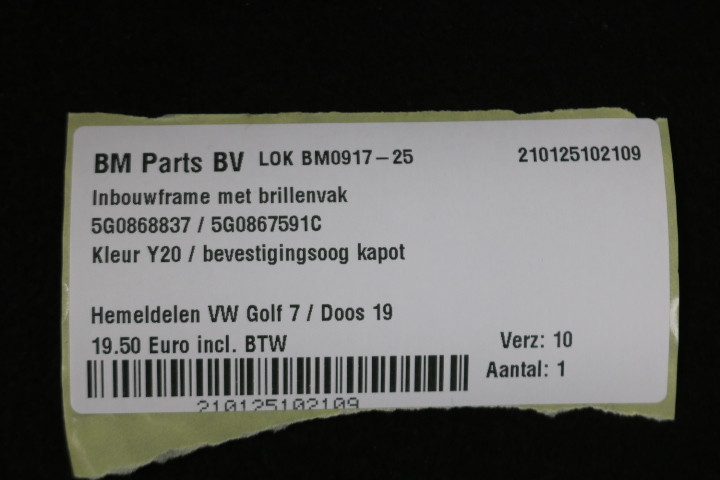 BM Parts BV LOK BM0917-25 210125102109
Inbouwframe met brillenvak
5G0868837 / 5G0867591C
Kleur Y20 / bevestigingsoog kapot
Hemeldelen VW Golf 7 / Doos 19
19.50 Euro incl. BTW Verz: 10
Aantal: 1
210125102109